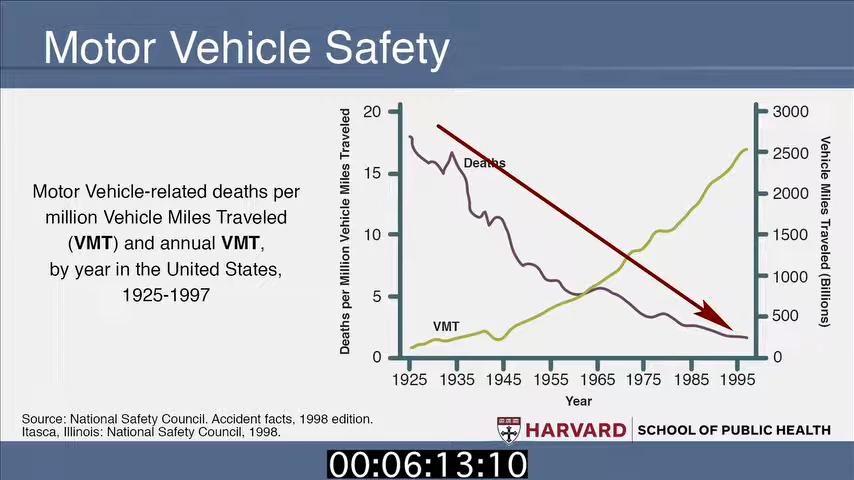 Motor Vehicle Safety
Motor Vehicle-related deaths per
million Vehicle Miles Traveled
(VMT) and annual VMT,
by year in the United States,
1925-1997
Deaths per Million Vehicle Miles Traveled
20
15
10
5
0
Deaths
VMT
3000
2500
2000
1500
1000
500
0
Vehicle Miles Traveled (Billions)
1925 1935 1945 1955 1965 1975 1985 1995
Year
Source: National Safety Council. Accident facts, 1998 edition.
Itasca, Illinois: National Safety Council, 1998.
HARVARD SCHOOL OF PUBLIC HEALTH
00:06:13:10